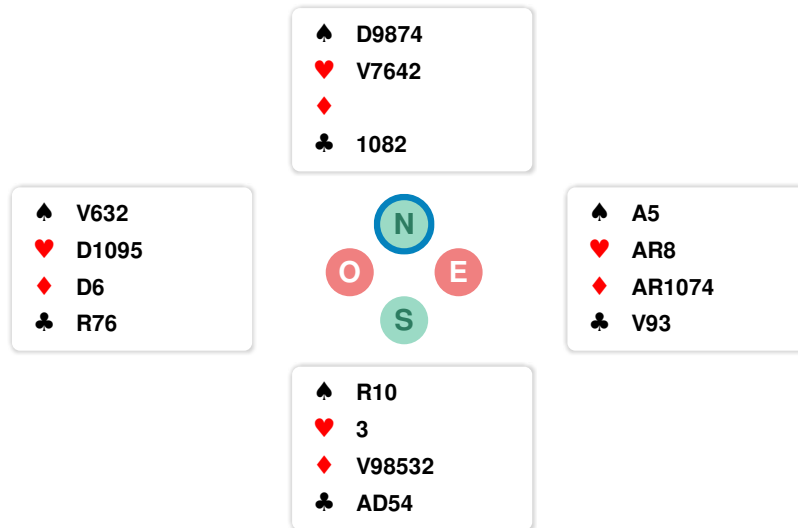 ♠ D9874
♥ V7642
♦
♣ 1082
♠ V632
♥ D1095
♦ D6
♣ R76
N
O E
S
♠ A5
♥ AR8
♦ AR1074
♣ V93
♠ R10
♥ 3
♦ V98532
♣ AD54